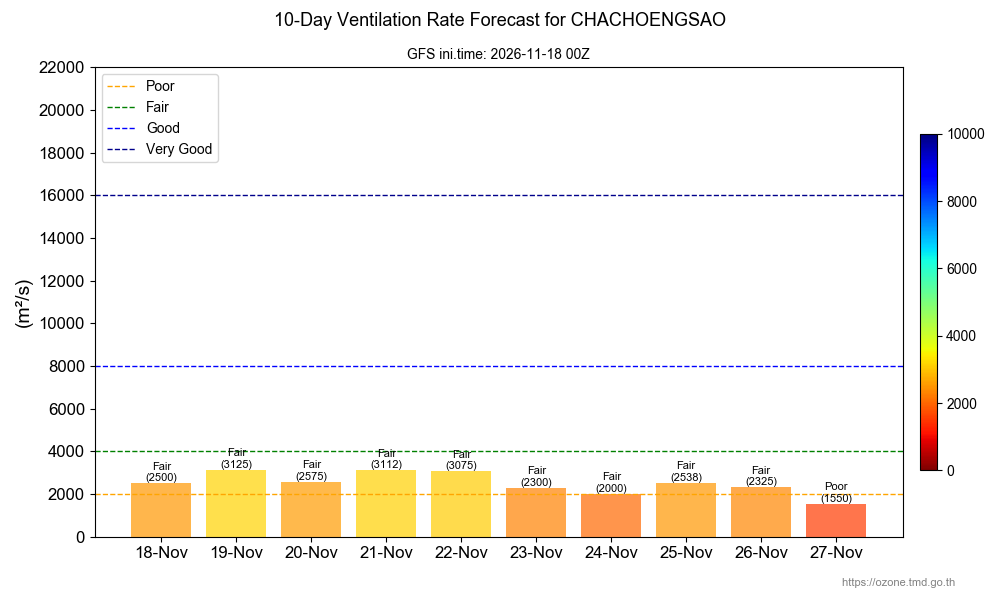 10-Day Ventilation Rate Forecast for CHACHOENGSAO
GFS ini.time: 2026-11-18 00Z
(m²/s)
22000
20000
18000
16000
14000
12000
10000
8000
6000
4000
2000
0
Poor
Fair
Good
Very Good
Fair
(2500)
Fair
(3125)
Fair
(2575)
Fair
(3112)
Fair
(3075)
Fair
(2300)
Fair
(2000)
Fair
(2538)
Fair
(2325)
Poor
(1550)
18-Nov 19-Nov 20-Nov 21-Nov 22-Nov 23-Nov 24-Nov 25-Nov 26-Nov 27-Nov
10000
8000
6000
4000
2000
0
https://ozone.tmd.go.th